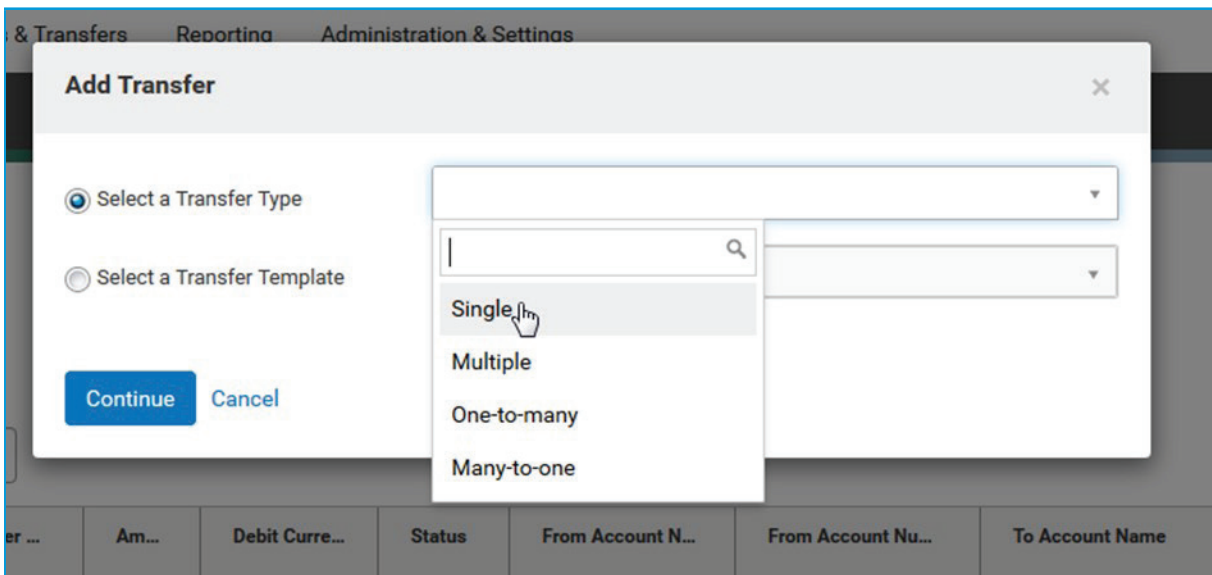 & Transfers Reporting Administration & Settings
Add Transfer ×
Select a Transfer Type
Select a Transfer Template
Single
Multiple
One-to-many
Many-to-one
Continue Cancel
er ... Am... Debit Curre... Status From Account N... From Account Nu... To Account Name